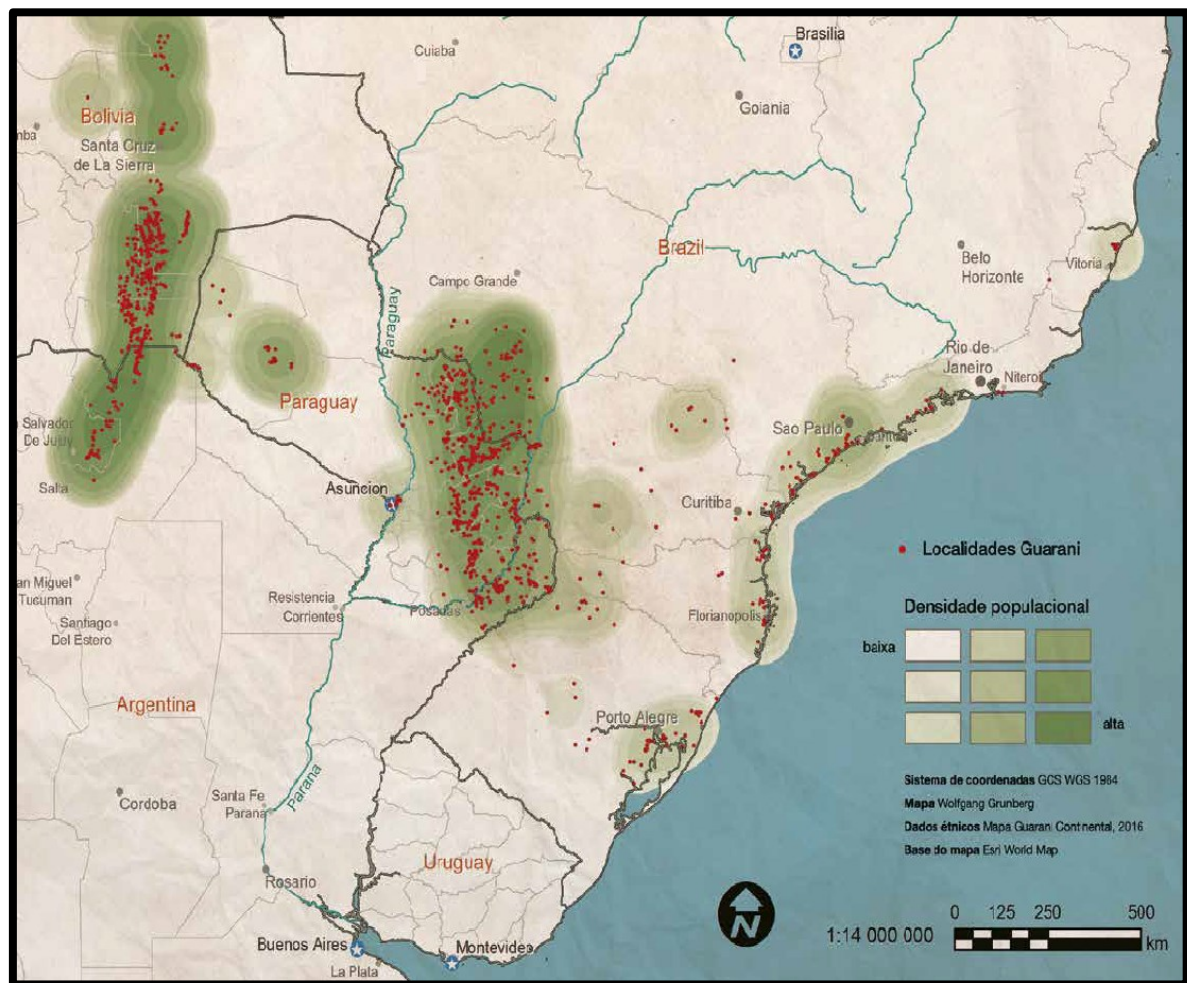 Brasilia
Cuiaba
Goiania
Bolivia
Santa Cruz
de La Sierra
Brazil
Belo
Horizonte
Vitoria
Campo Grande
Paraguay
Rio de
Janeiro
Niteroi
Paraguay
Salvador
De Jujuy
Sao Paulo
Salta
Asuncion
Curitiba
Localidades Guarani
an Miguel
Tucuman
Resistencia
Corrientes
Posadas
Florianopolis
Densidade populacional
Santiago
Del Estero
baixa
Argentina
Porto Alegre
alta
Parana
Sistema de coordenadas GCS WGS 1984
Cordoba
Santa Fe
Parana
Mapa Wolfgang Grunberg
Dados étnicos Mapa Guarani Continental, 2016
Base do mapa Esri World Map
Uruguay
Rosario
N
0 125 250 500
1:14 000 000
km
Buenos Aires
Montevideo
La Plata